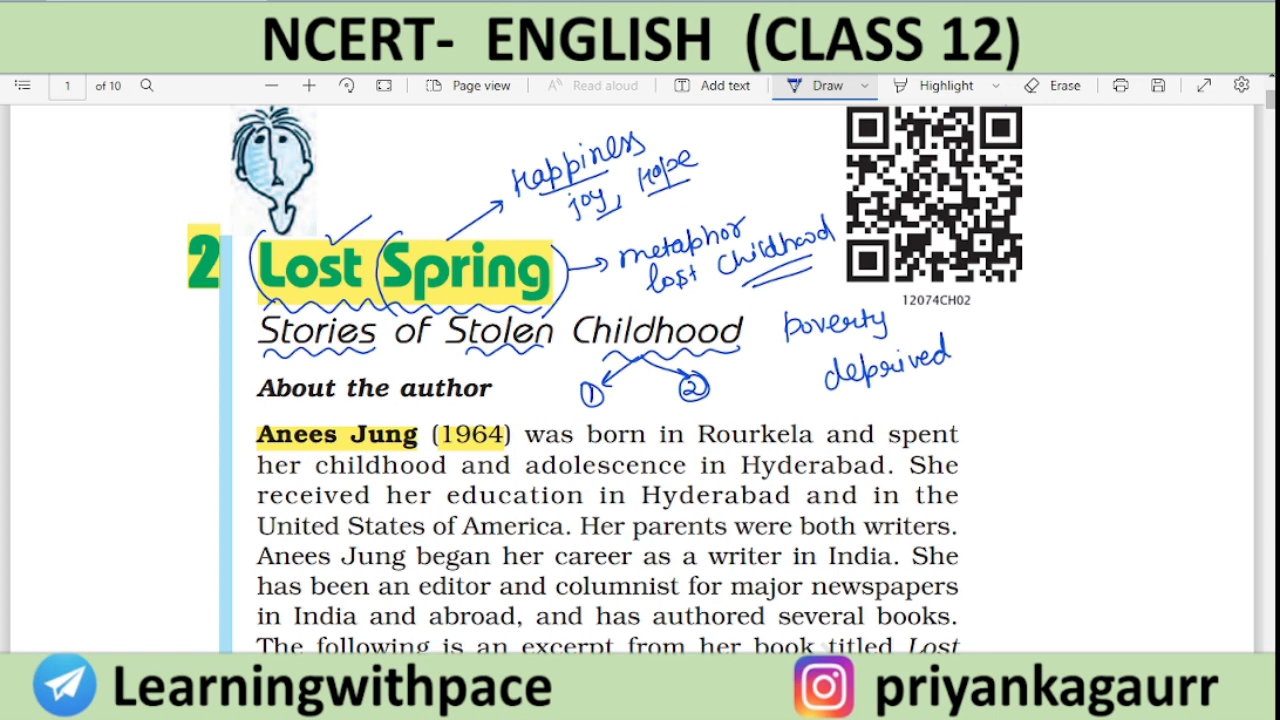 NCERT- ENGLISH (CLASS 12)
1 of 10 Page view Read aloud Add text Draw Highlight Erase
Happiness
joy, Hope
2 Lost Spring
metaphor
lost childhood
12074CH02
Stories of Stolen Childhood
poverty
deprived
1 2
About the author
Anees Jung (1964) was born in Rourkela and spent
her childhood and adolescence in Hyderabad. She
received her education in Hyderabad and in the
United States of America. Her parents were both writers.
Anees Jung began her career as a writer in India. She
has been an editor and columnist for major newspapers
in India and abroad, and has authored several books.
The following is an excerpt from her book titled Lost
Learningwithpace priyankagaurr